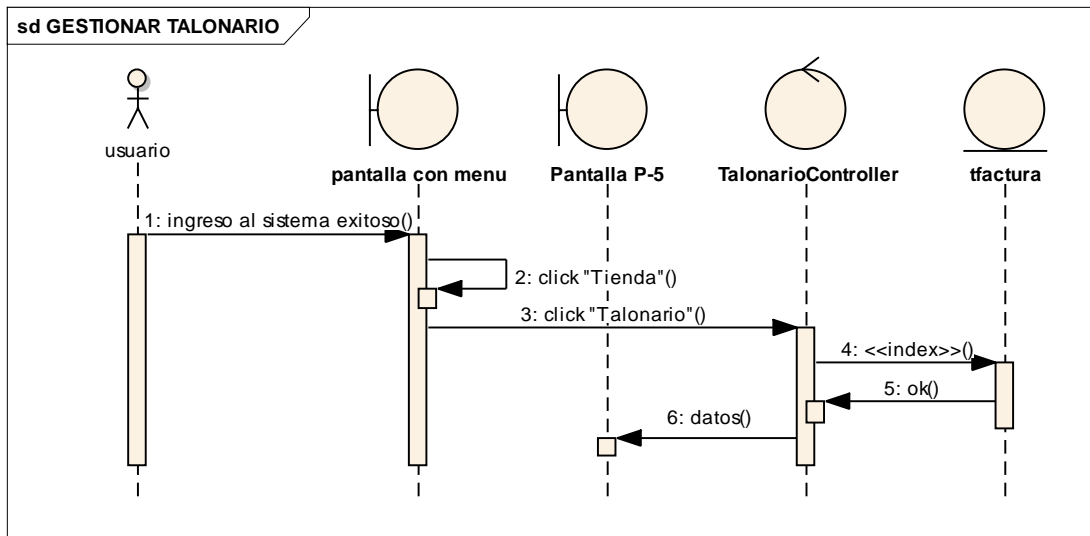 sd GESTIONAR TALONARIO
usuario
pantalla con menu
Pantalla P-5
TalonarioController
tfactura
1: ingreso al sistema exitoso()
2: click "Tienda"()
3: click "Talonario"()
4: <<index>>()
5: ok()
6: datos()